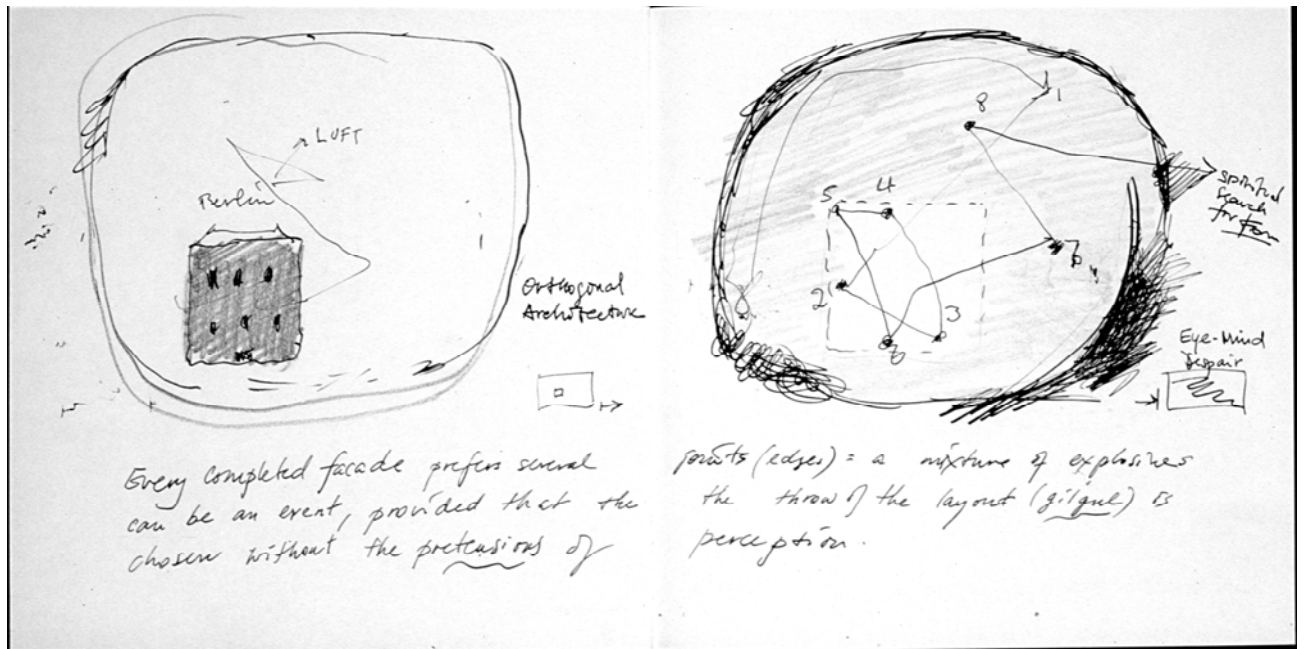 LUFT
Berlin
Orthogonal
Architecture
8
1
5
4
2
3
6
7
spiritual
search
for form
Eye-Mind
Despair
Every completed facade prefers several points (edges) = a mixture of explosives
can be an event, provided that the the throw of the layout (gilgul) is
chosen without the pretensions of perception.